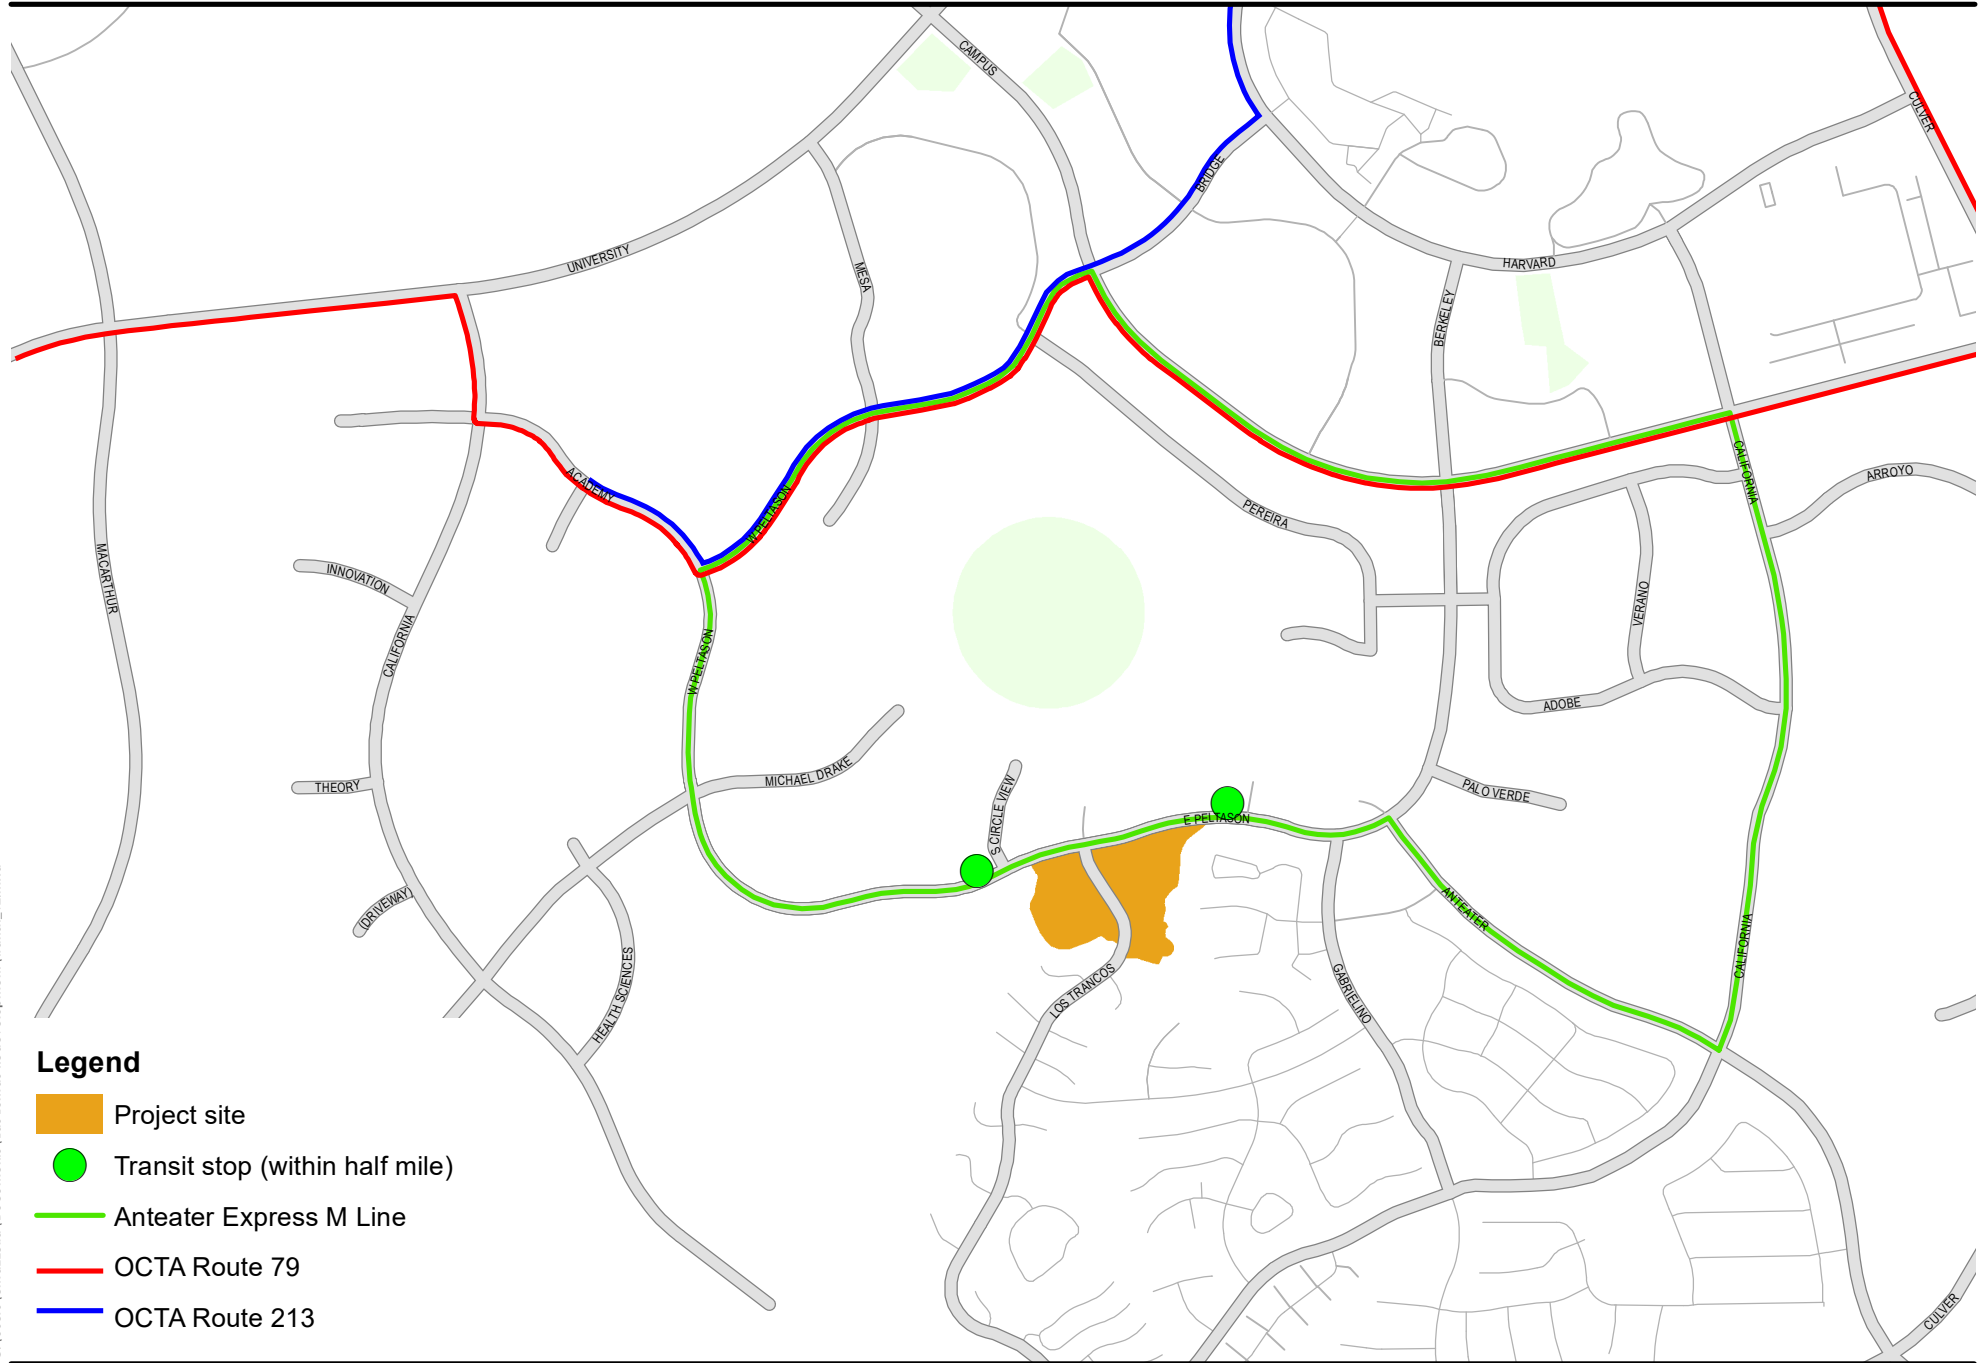 CAMPUS
CULVER
BRIDGE
UNIVERSITY
MESA
HARVARD
BERKELEY
ACADEMY
W PELTASON
CALIFORNIA
ARROYO
PEREIRA
MACARTHUR
INNOVATION
VERANO
CALIFORNIA
W PELTASON
ADOBE
MICHAEL DRAKE
THEORY
S CIRCLE VIEW
PALO VERDE
E PELTASON
(DRIVEWAY)
ANTEATER
CALIFORNIA
HEALTH SCIENCES
LOS TRANCOS
GABRIELINO
CULVER
Legend
Project site
Transit stop (within half mile)
Anteater Express M Line
OCTA Route 79
OCTA Route 213